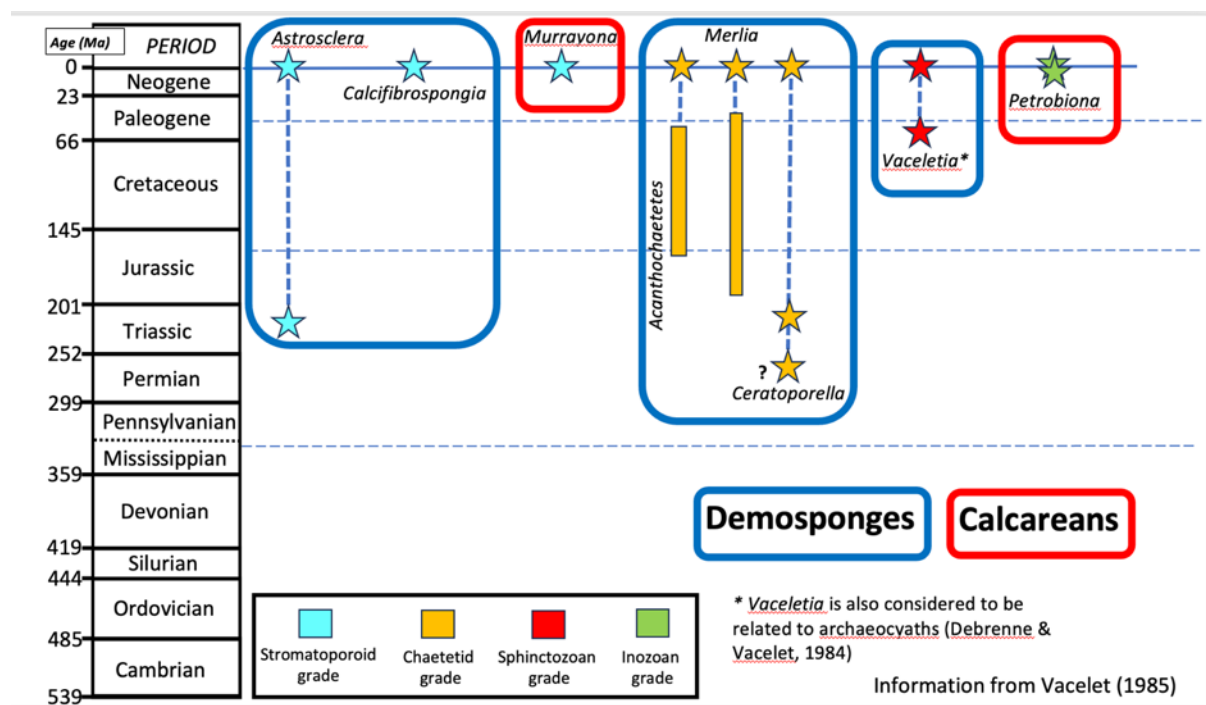 Age (Ma)
PERIOD
Astrosclera
Murrayona
Merlia
0
Neogene
Calcifibrospongia
Petrobiona
23
Paleogene
66
Vaceletia*
Cretaceous
Acanthochaetetes
145
Jurassic
201
Triassic
252
Permian
?
Ceratoporella
299
Pennsylvanian
Mississippian
359
Devonian
Demosponges
Calcareans
419
Silurian
444
Ordovician
485
Cambrian
539
Stromatoporoid
grade
Chaetetid
grade
Sphinctozoan
grade
Inozoan
grade
* Vaceletia is also considered to be
related to archaeocyaths (Debrenne &
Vacelet, 1984)
Information from Vacelet (1985)